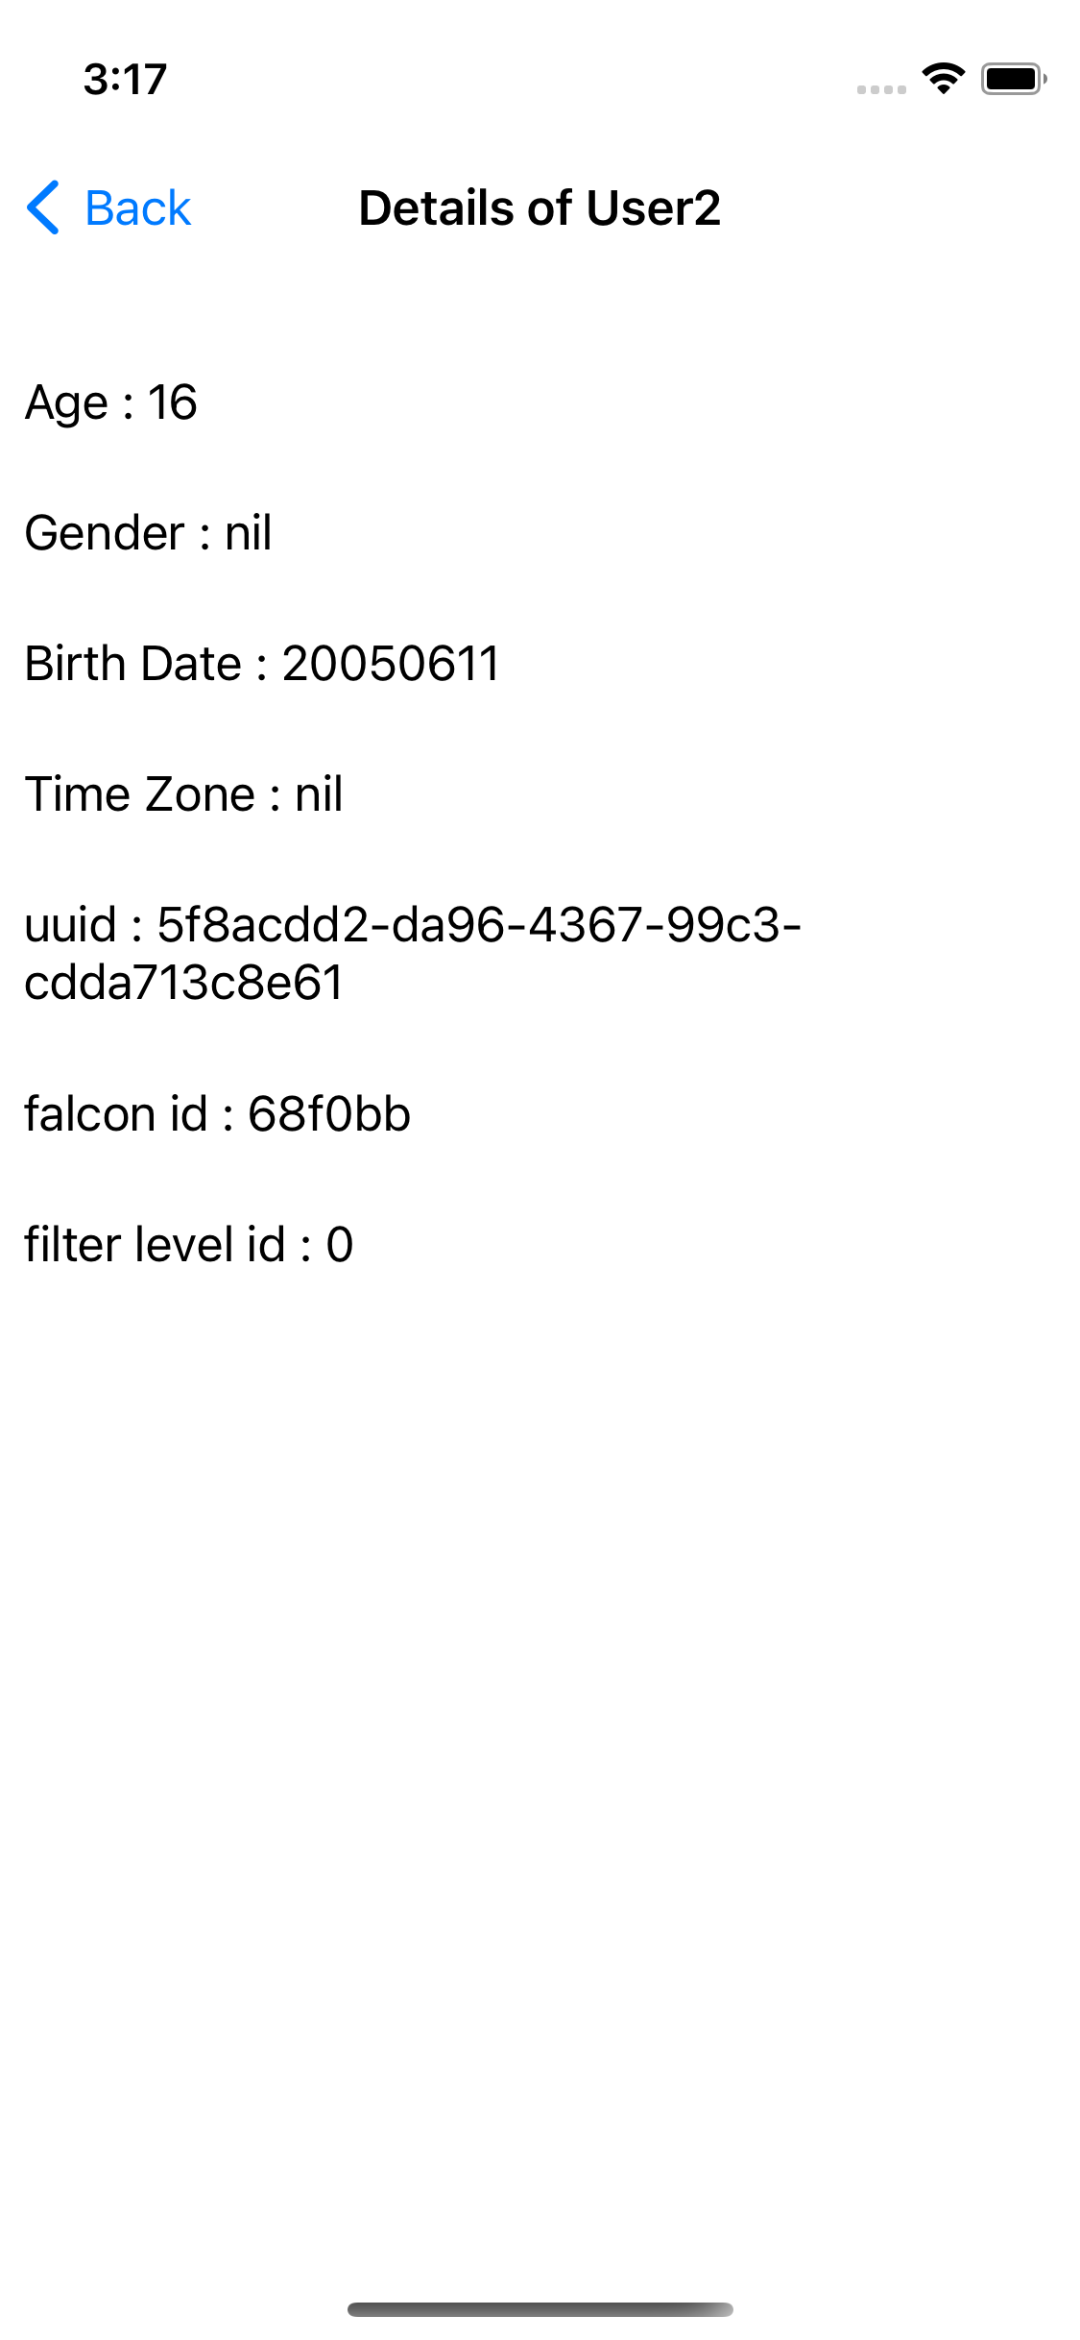 3:17
Back
Details of User2
Age : 16
Gender : nil
Birth Date : 20050611
Time Zone : nil
uuid : 5f8acdd2-da96-4367-99c3-
cdda713c8e61
falcon id : 68f0bb
filter level id : 0